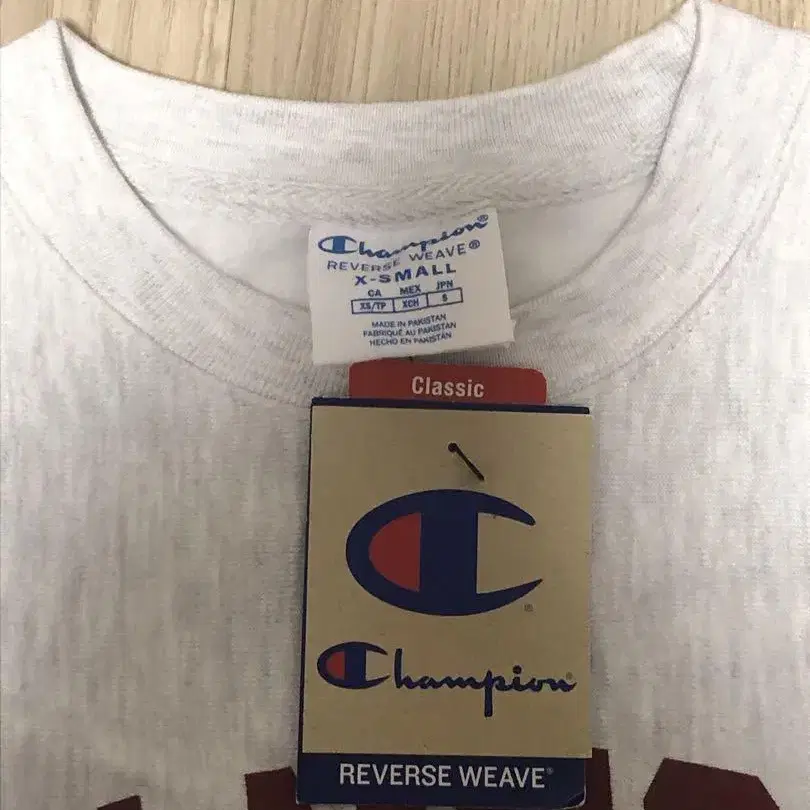 Champion®
REVERSE WEAVE®
X-SMALL
CA MEX JPN
XS/TP XCH S
MADE IN PAKISTAN
FABRIQUÉ AU PAKISTAN
HECHO EN PAKISTÁN
Classic
®
Champion®
REVERSE WEAVE®